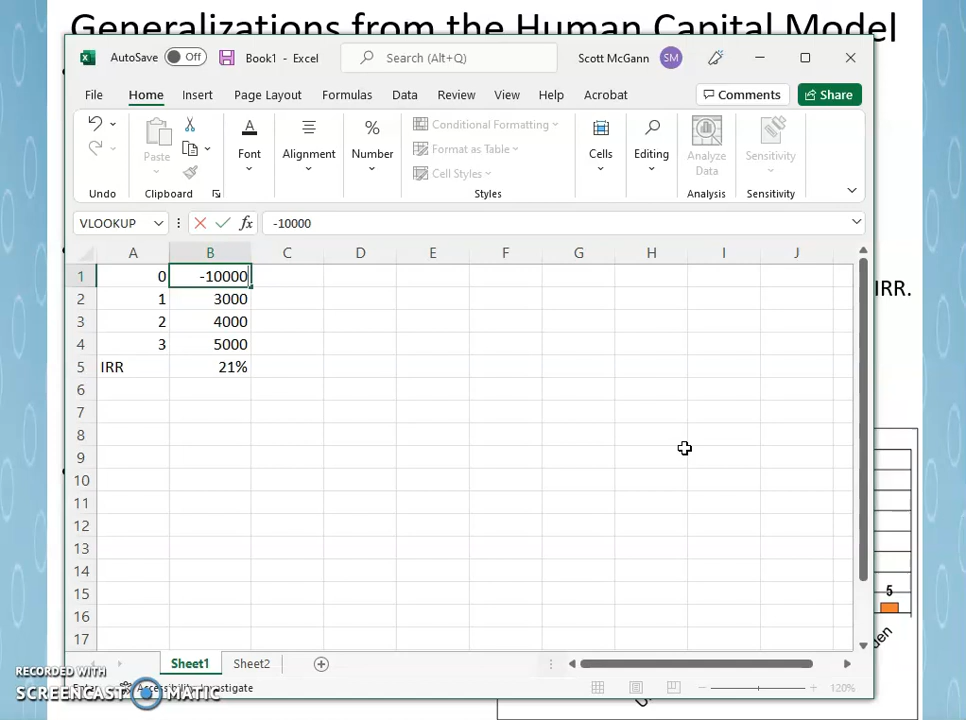 Generalizations from the Human Capital Model
AutoSave Off Book1 - Excel Search (Alt+Q) Scott McGann SM
File Home Insert Page Layout Formulas Data Review View Help Acrobat Comments Share
Undo
Paste
Clipboard
Font
Alignment
%
Number
Conditional Formatting
Format as Table
Cell Styles
Styles
Cells
Editing
Analyze
Data
Analysis
Sensitivity
Sensitivity
VLOOKUP fx -10000
A B C D E F G H I J
1 0 -10000
2 1 3000
3 2 4000
4 3 5000
5 IRR 21%
6
7
8
9
10
11
12
13
14
15
16
17
IRR.
5
Sheet1 Sheet2
Accessibility: Investigate
120%
RECORDED WITH
SCREENCAST MATIC